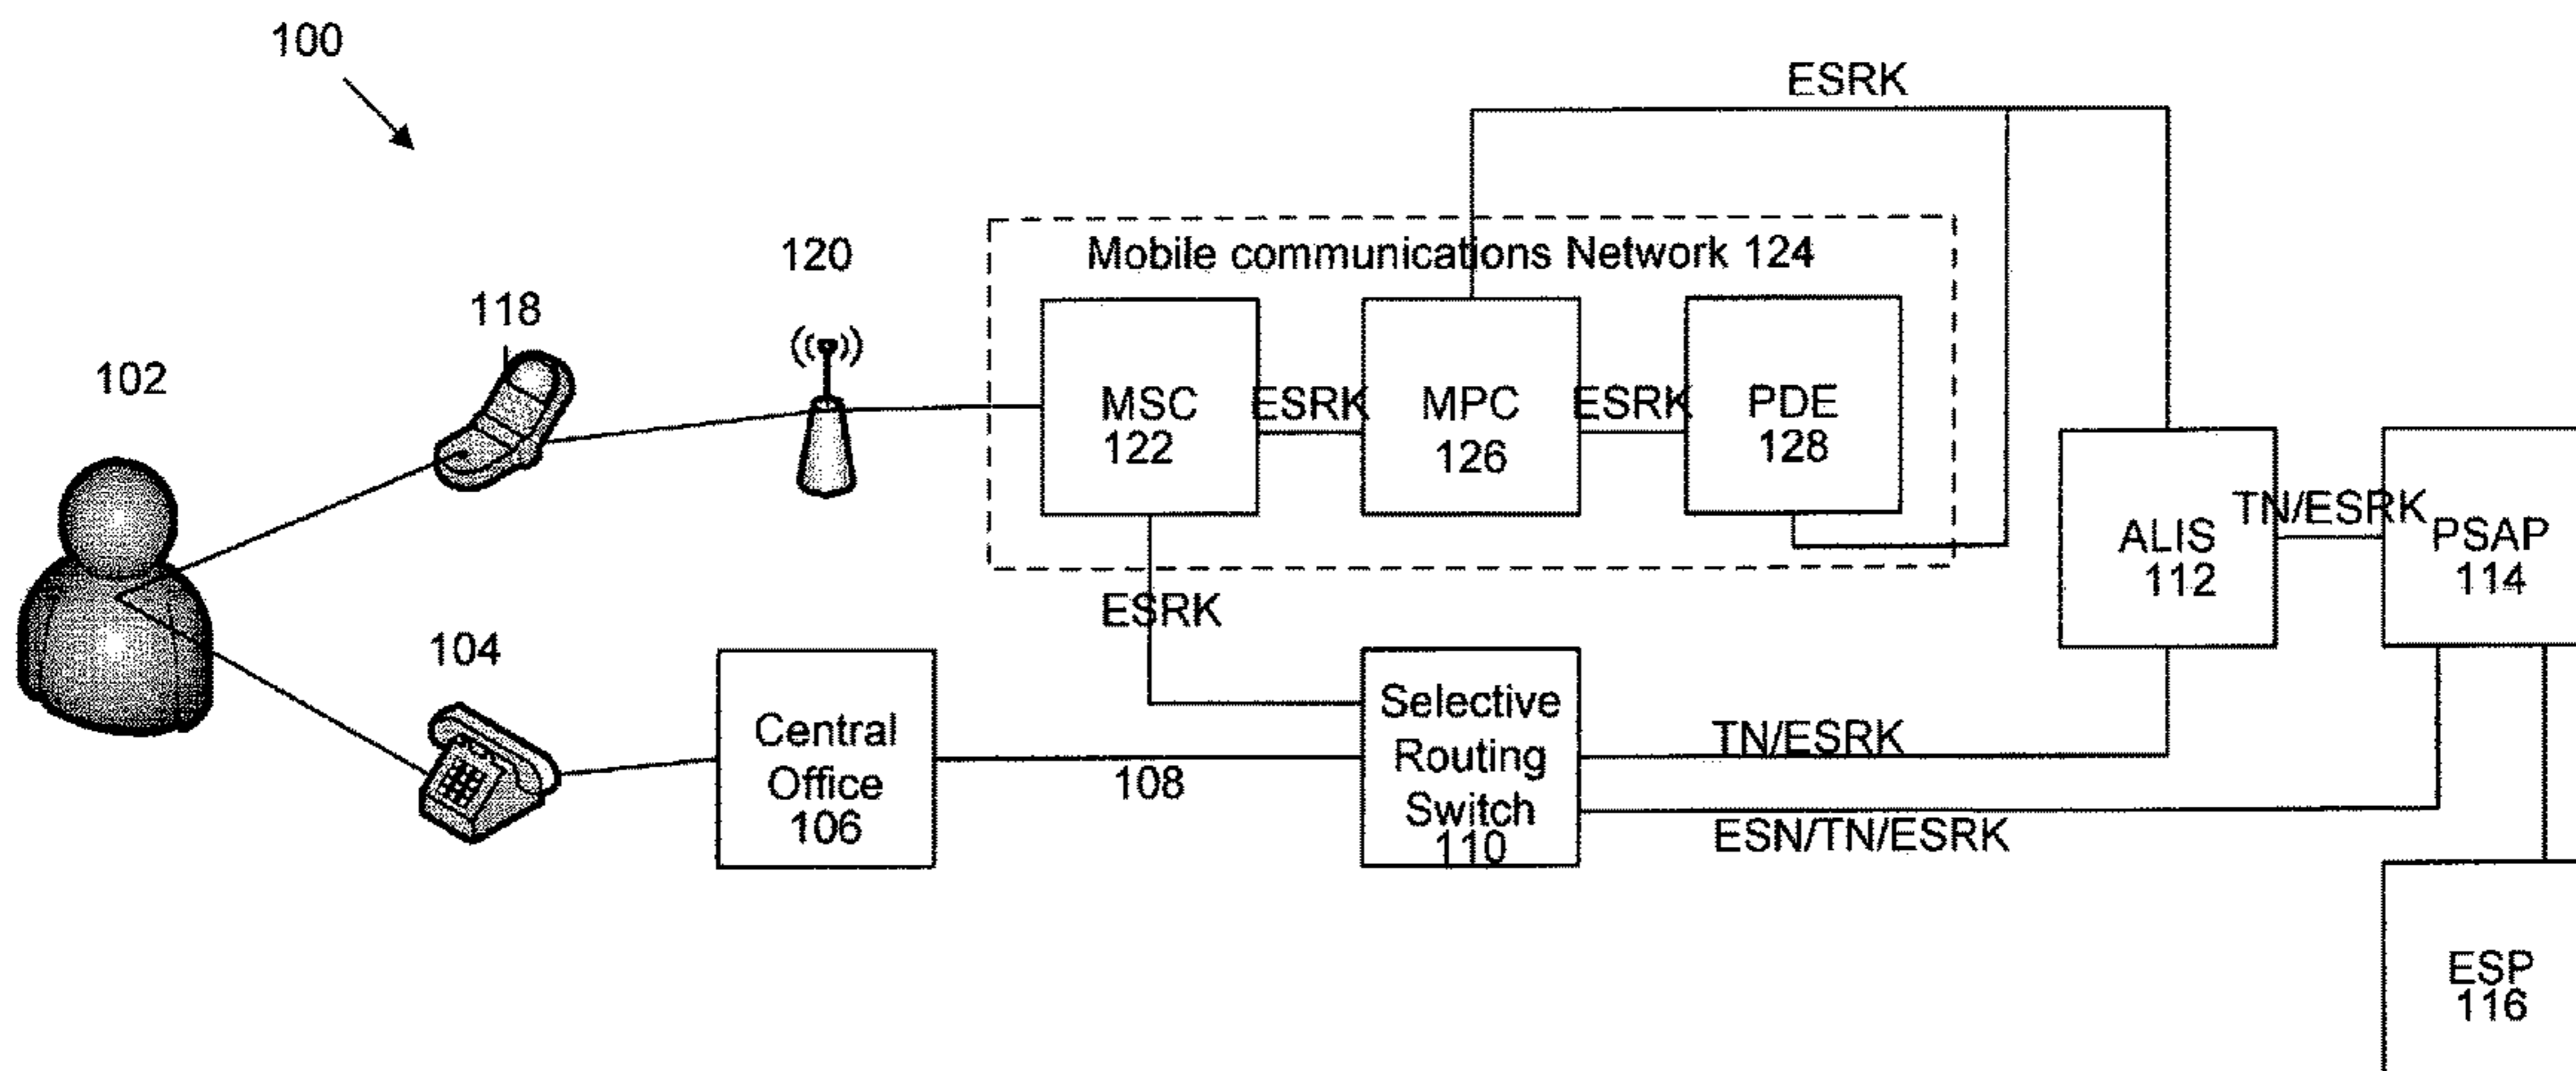 100
ESRK
Mobile communications Network 124
120
118
102
MSC
122
ESRK
MPC
126
ESRK
PDE
128
ALIS
112
TN/ESRK
PSAP
114
ESRK
104
Central
Office
106
108
Selective
Routing
Switch
110
TN/ESRK
ESN/TN/ESRK
ESP
116